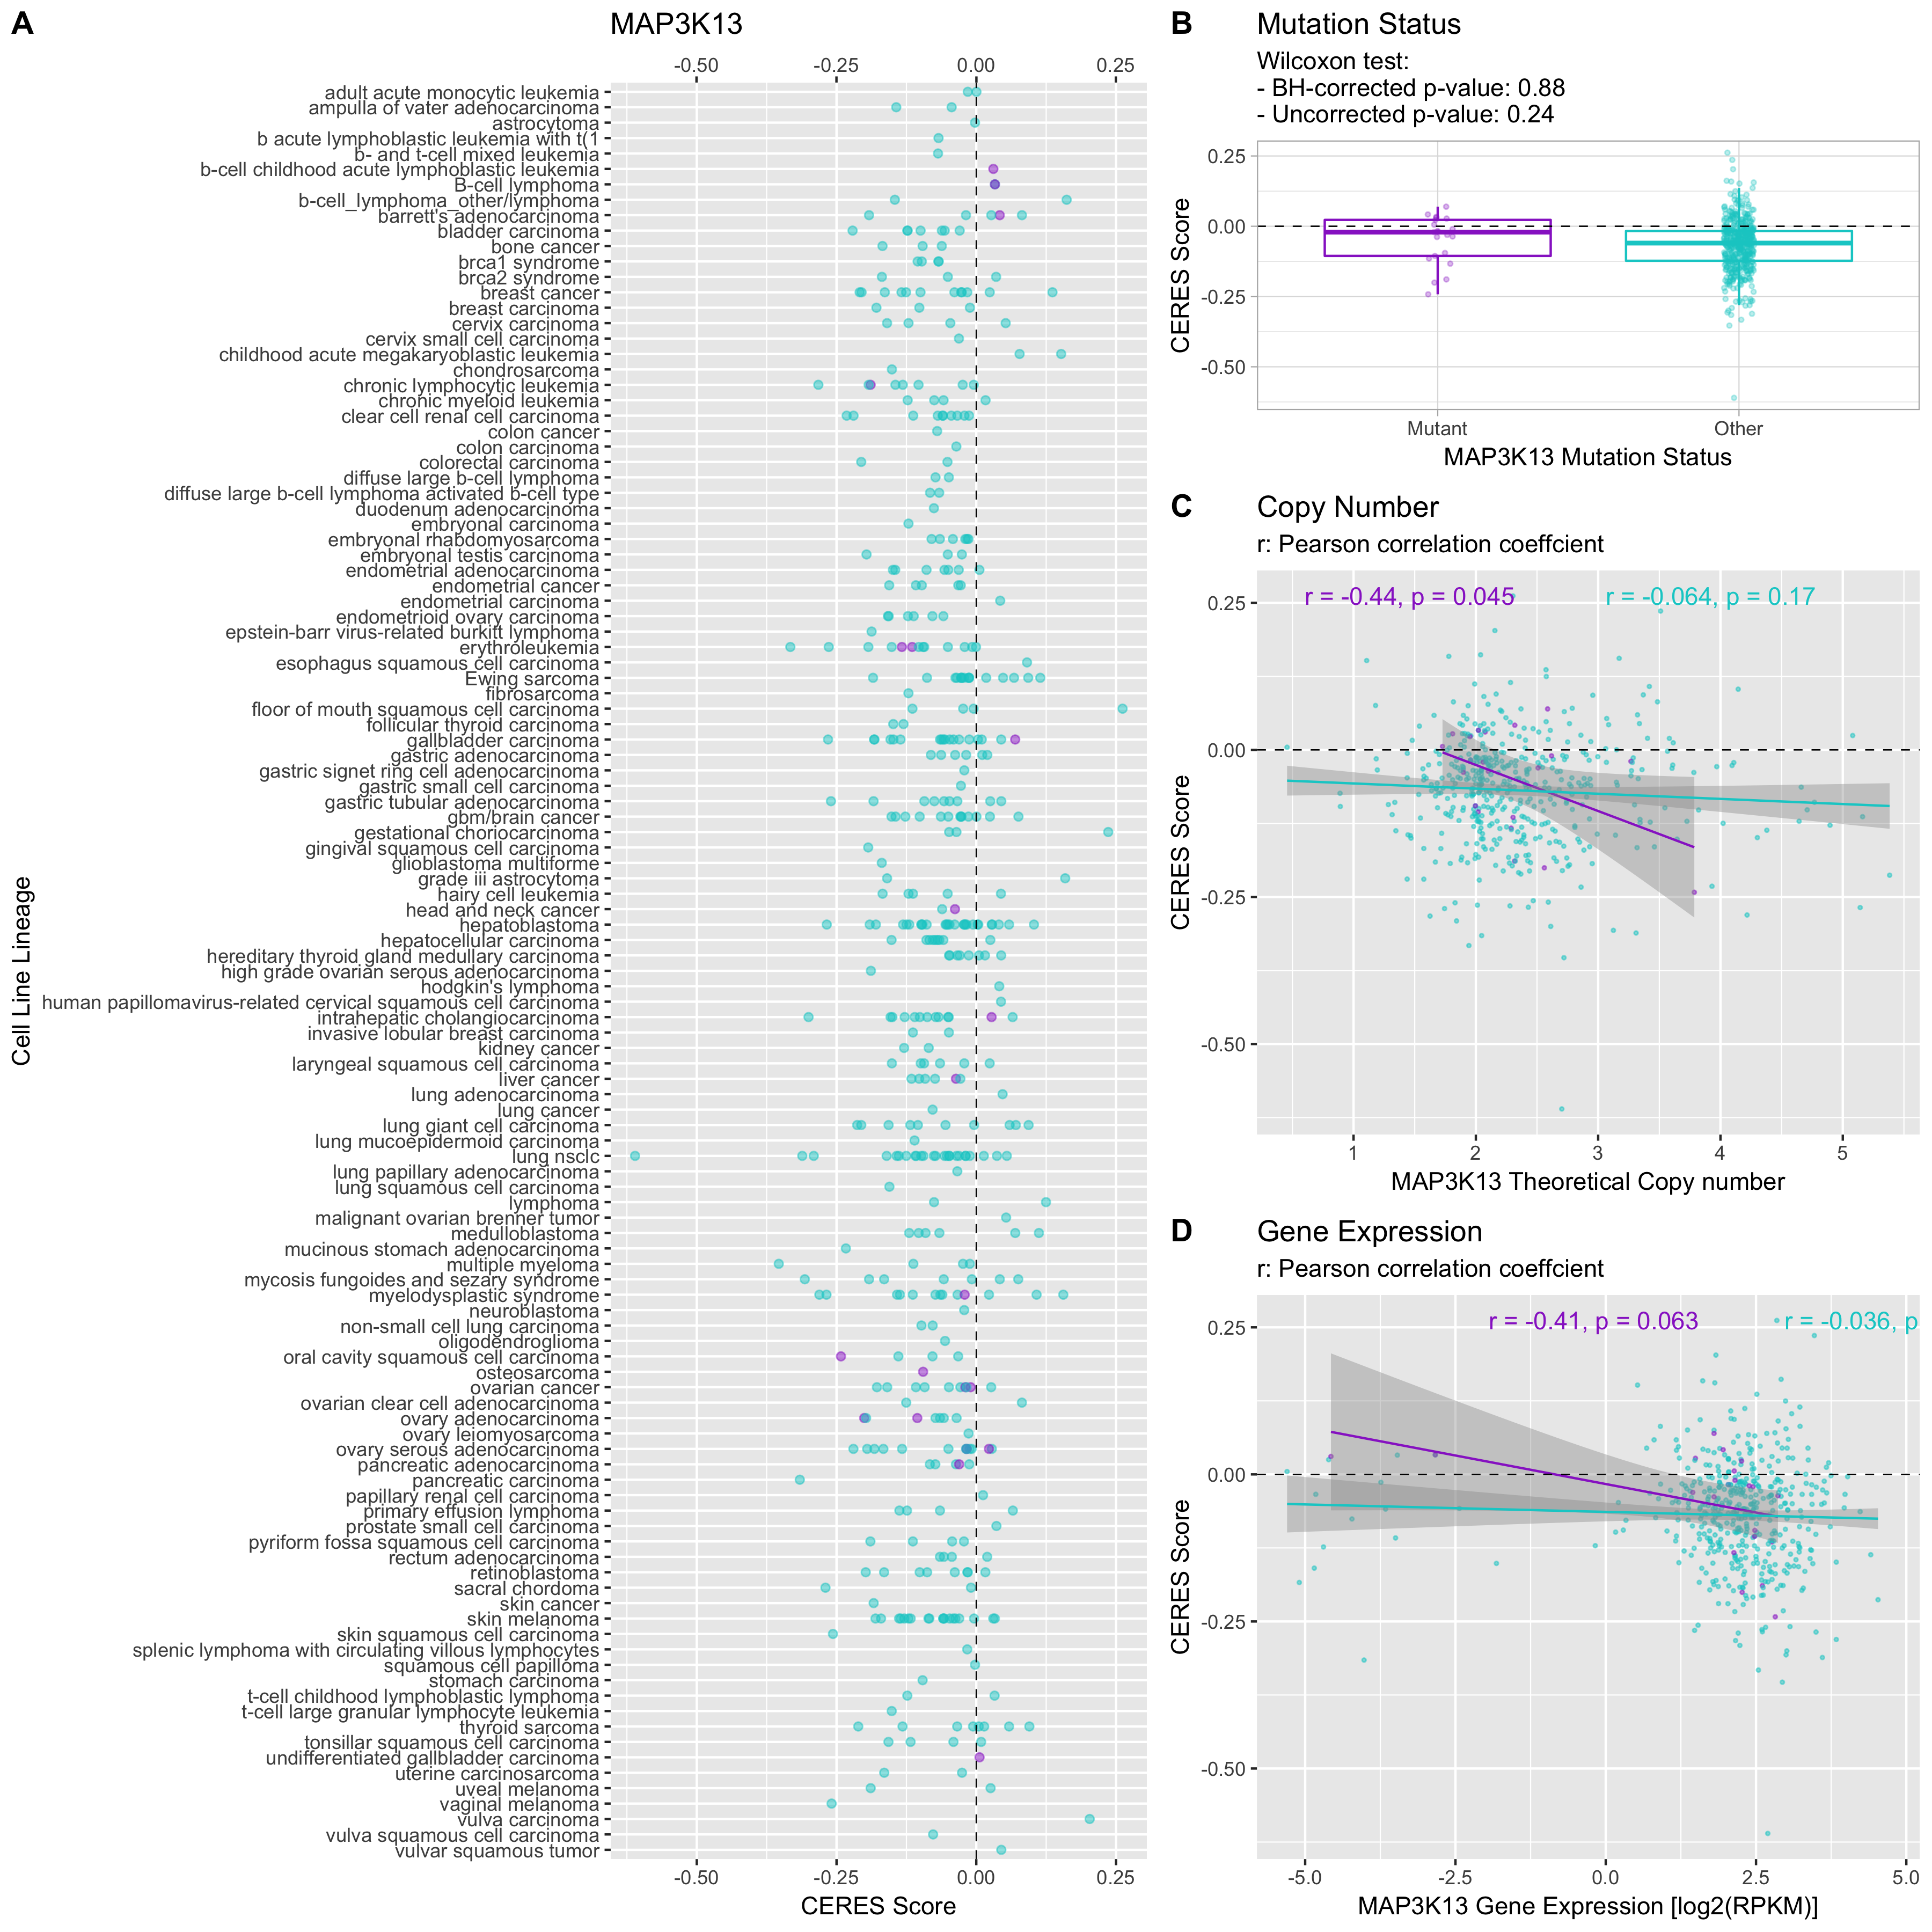 A
MAP3K13
-0.50 -0.25 0.00 0.25
Cell Line Lineage
adult acute monocytic leukemia
ampulla of vater adenocarcinoma
astrocytoma
b acute lymphoblastic leukemia with t(1
b- and t-cell mixed leukemia
b-cell childhood acute lymphoblastic leukemia
B-cell lymphoma
b-cell_lymphoma_other/lymphoma
barrett's adenocarcinoma
bladder carcinoma
bone cancer
brca1 syndrome
brca2 syndrome
breast cancer
breast carcinoma
cervix carcinoma
cervix small cell carcinoma
childhood acute megakaryoblastic leukemia
chondrosarcoma
chronic lymphocytic leukemia
chronic myeloid leukemia
clear cell renal cell carcinoma
colon cancer
colon carcinoma
colorectal carcinoma
diffuse large b-cell lymphoma
diffuse large b-cell lymphoma activated b-cell type
duodenum adenocarcinoma
embryonal carcinoma
embryonal rhabdomyosarcoma
embryonal testis carcinoma
endometrial adenocarcinoma
endometrial cancer
endometrial carcinoma
endometrioid ovary carcinoma
epstein-barr virus-related burkitt lymphoma
erythroleukemia
esophagus squamous cell carcinoma
Ewing sarcoma
fibrosarcoma
floor of mouth squamous cell carcinoma
follicular thyroid carcinoma
gallbladder carcinoma
gastric adenocarcinoma
gastric signet ring cell adenocarcinoma
gastric small cell carcinoma
gastric tubular adenocarcinoma
gbm/brain cancer
gestational choriocarcinoma
gingival squamous cell carcinoma
glioblastoma multiforme
grade iii astrocytoma
hairy cell leukemia
head and neck cancer
hepatoblastoma
hepatocellular carcinoma
hereditary thyroid gland medullary carcinoma
high grade ovarian serous adenocarcinoma
hodgkin's lymphoma
human papillomavirus-related cervical squamous cell carcinoma
intrahepatic cholangiocarcinoma
invasive lobular breast carcinoma
kidney cancer
laryngeal squamous cell carcinoma
liver cancer
lung adenocarcinoma
lung cancer
lung giant cell carcinoma
lung mucoepidermoid carcinoma
lung nsclc
lung papillary adenocarcinoma
lung squamous cell carcinoma
lymphoma
malignant ovarian brenner tumor
medulloblastoma
mucinous stomach adenocarcinoma
multiple myeloma
mycosis fungoides and sezary syndrome
myelodysplastic syndrome
neuroblastoma
non-small cell lung carcinoma
oligodendroglioma
oral cavity squamous cell carcinoma
osteosarcoma
ovarian cancer
ovarian clear cell adenocarcinoma
ovary adenocarcinoma
ovary leiomyosarcoma
ovary serous adenocarcinoma
pancreatic adenocarcinoma
pancreatic carcinoma
papillary renal cell carcinoma
primary effusion lymphoma
prostate small cell carcinoma
pyriform fossa squamous cell carcinoma
rectum adenocarcinoma
retinoblastoma
sacral chordoma
skin cancer
skin melanoma
skin squamous cell carcinoma
splenic lymphoma with circulating villous lymphocytes
squamous cell papilloma
stomach carcinoma
t-cell childhood lymphoblastic lymphoma
t-cell large granular lymphocyte leukemia
thyroid sarcoma
tonsillar squamous cell carcinoma
undifferentiated gallbladder carcinoma
uterine carcinosarcoma
uveal melanoma
vaginal melanoma
vulva carcinoma
vulva squamous cell carcinoma
vulvar squamous tumor
-0.50 -0.25 0.00 0.25
CERES Score
B
Mutation Status
Wilcoxon test:
- BH-corrected p-value: 0.88
- Uncorrected p-value: 0.24
CERES Score
0.25
0.00
-0.25
-0.50
Mutant Other
MAP3K13 Mutation Status
C
Copy Number
r: Pearson correlation coeffcient
r = -0.44, p = 0.045 r = -0.064, p = 0.17
CERES Score
0.25
0.00
-0.25
-0.50
1 2 3 4 5
MAP3K13 Theoretical Copy number
D
Gene Expression
r: Pearson correlation coeffcient
r = -0.41, p = 0.063 r = -0.036, p
CERES Score
0.25
0.00
-0.25
-0.50
-5.0 -2.5 0.0 2.5 5.0
MAP3K13 Gene Expression [log2(RPKM)]